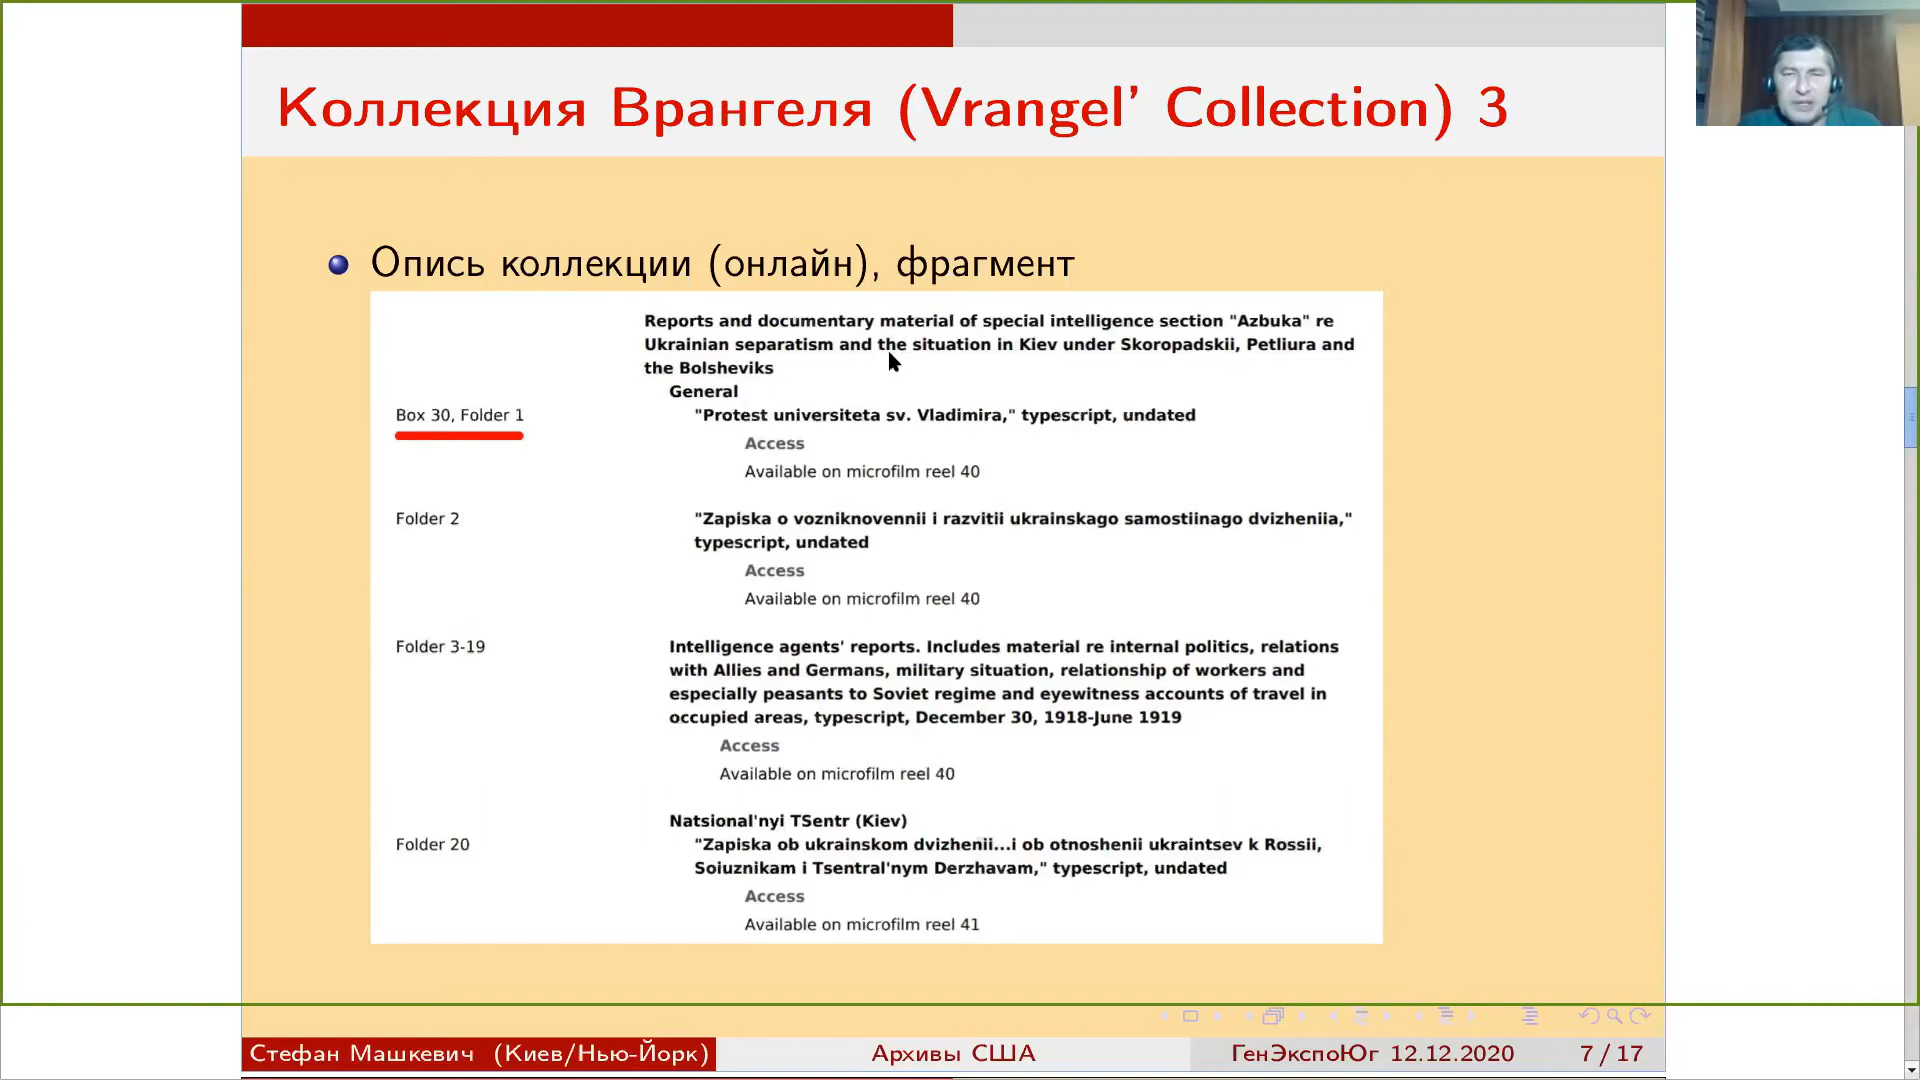 Коллекция Врангеля (Vrangel’ Collection) 3
Опись коллекции (онлайн), фрагмент
Reports and documentary material of special intelligence section "Azbuka" re
Ukrainian separatism and the situation in Kiev under Skoropadskii, Petliura and
the Bolsheviks
General
Box 30, Folder 1
"Protest universiteta sv. Vladimira," typescript, undated
Access
Available on microfilm reel 40
Folder 2
"Zapiska o vozniknovennii i razvitii ukrainskago samostiinago dvizheniia,"
typescript, undated
Access
Available on microfilm reel 40
Folder 3-19
Intelligence agents' reports. Includes material re internal politics, relations
with Allies and Germans, military situation, relationship of workers and
especially peasants to Soviet regime and eyewitness accounts of travel in
occupied areas, typescript, December 30, 1918-June 1919
Access
Available on microfilm reel 40
Natsional'nyi TSentr (Kiev)
Folder 20
"Zapiska ob ukrainskom dvizhenii...i ob otnoshenii ukraintsev k Rossii,
Soiuznikam i Tsentral'nym Derzhavam," typescript, undated
Access
Available on microfilm reel 41
Стефан Машкевич (Киев/Нью-Йорк)
Архивы США
ГенЭкспоЮг 12.12.2020
7 / 17